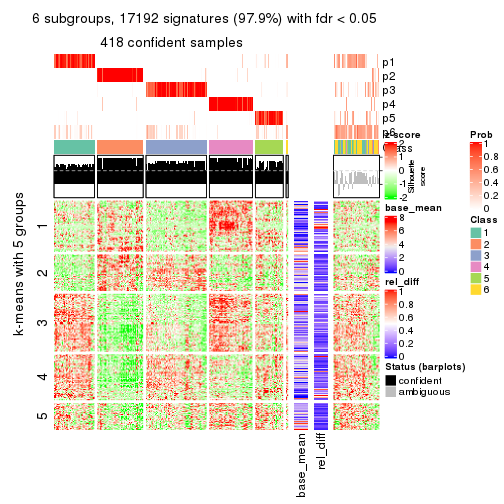 6 subgroups, 17192 signatures (97.9%) with fdr < 0.05
418 confident samples
p1
p2
p3
p4
p5
p6
Class
Silhouette
score
k-means with 5 groups
1
2
3
4
5
base_mean
rel_diff
z-score
2
1
0
-1
-2
base_mean
8
6
4
2
0
rel_diff
1
0.8
0.6
0.4
0.2
0
Status (barplots)
confident
ambiguous
Prob
1
0.8
0.6
0.4
0.2
0
Class
1
2
3
4
5
6